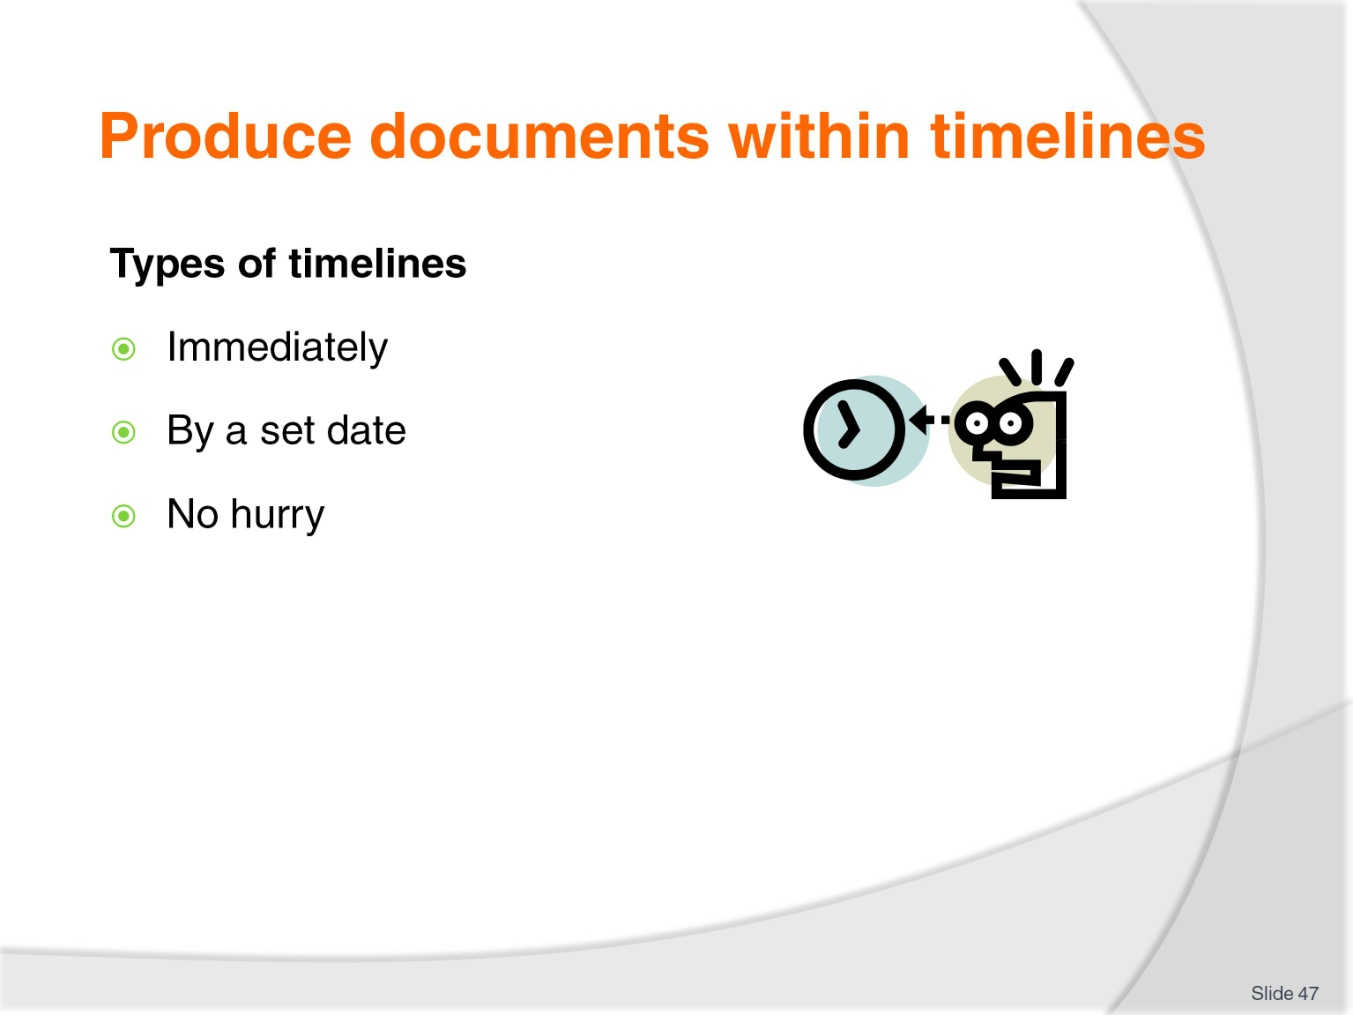 Produce documents within timelines
Types of timelines
Immediately
By a set date
No hurry
Slide 47